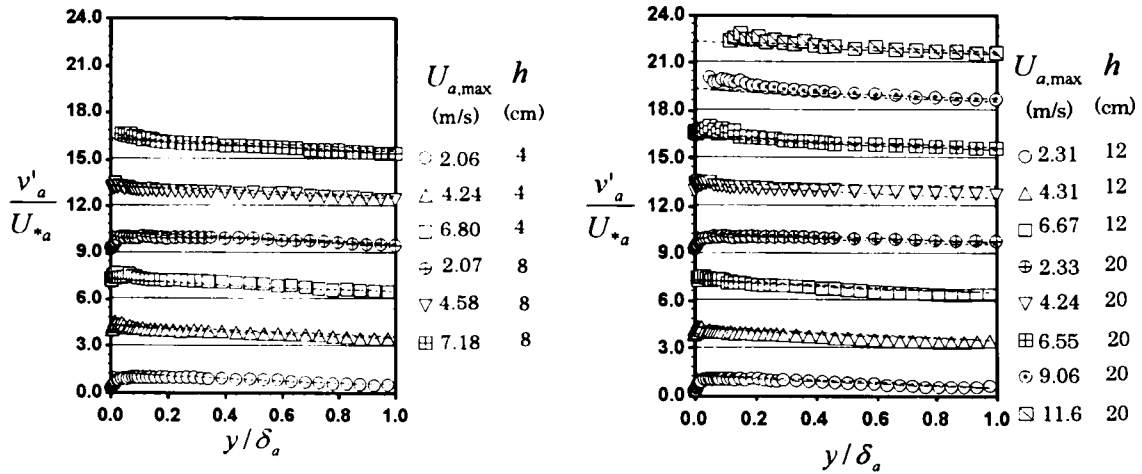 24.0
21.0
18.0
15.0
12.0
9.0
6.0
3.0
0.0
v'a
U*a
0.0 0.2 0.4 0.6 0.8 1.0
y / δa
Ua,max h
(m/s) (cm)
2.06 4
4.24 4
6.80 4
2.07 8
4.58 8
7.18 8
24.0
21.0
18.0
15.0
12.0
9.0
6.0
3.0
0.0
v'a
U*a
0.0 0.2 0.4 0.6 0.8 1.0
y / δa
Ua,max h
(m/s) (cm)
2.31 12
4.31 12
6.67 12
2.33 20
4.24 20
6.55 20
9.06 20
11.6 20